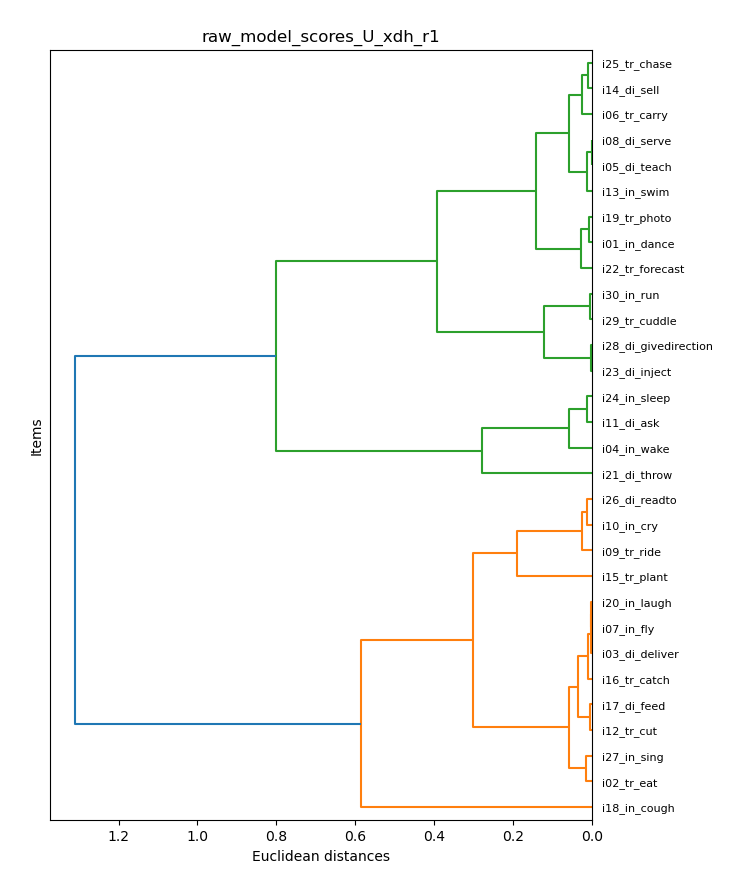 raw_model_scores_U_xdh_r1
i25_tr_chase
i14_di_sell
i06_tr_carry
i08_di_serve
i05_di_teach
i13_in_swim
i19_tr_photo
i01_in_dance
i22_tr_forecast
i30_in_run
i29_tr_cuddle
i28_di_givedirection
i23_di_inject
i24_in_sleep
i11_di_ask
i04_in_wake
i21_di_throw
i26_di_readto
i10_in_cry
i09_tr_ride
i15_tr_plant
i20_in_laugh
i07_in_fly
i03_di_deliver
i16_tr_catch
i17_di_feed
i12_tr_cut
i27_in_sing
i02_tr_eat
i18_in_cough
Items
1.2 1.0 0.8 0.6 0.4 0.2 0.0
Euclidean distances